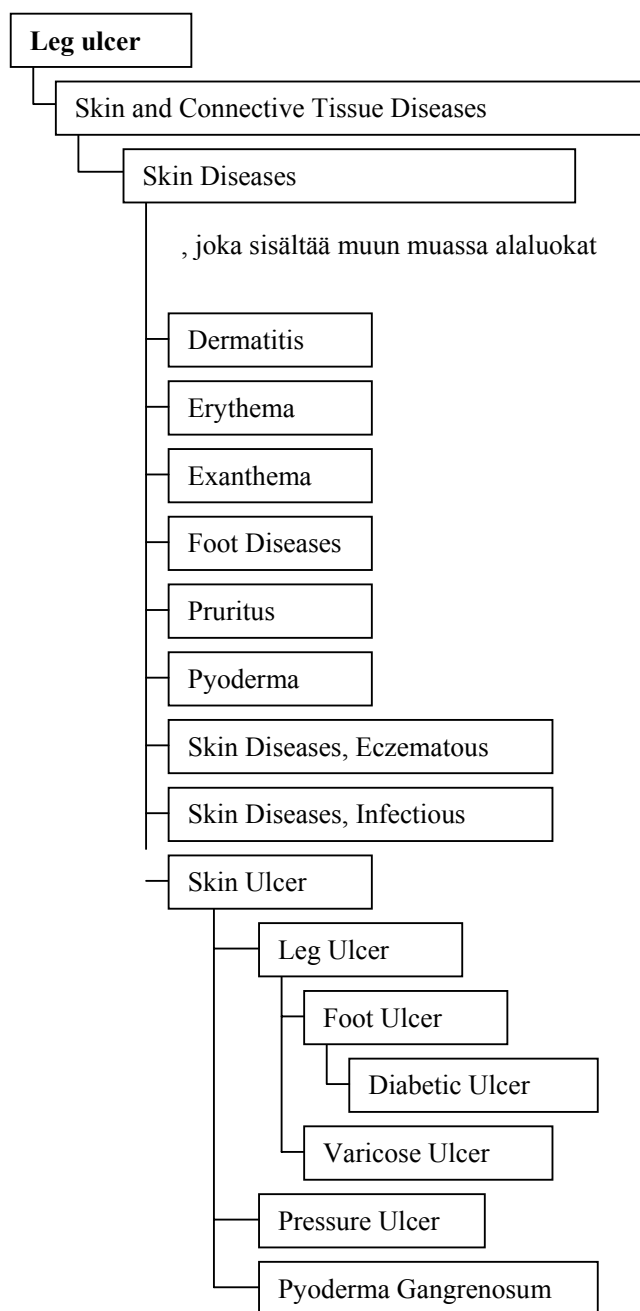 Leg ulcer
Skin and Connective Tissue Diseases
Skin Diseases
, joka sisältää muun muassa alaluokat
Dermatitis
Erythema
Exanthema
Foot Diseases
Pruritus
Pyoderma
Skin Diseases, Eczematous
Skin Diseases, Infectious
Skin Ulcer
Leg Ulcer
Foot Ulcer
Diabetic Ulcer
Varicose Ulcer
Pressure Ulcer
Pyoderma Gangrenosum